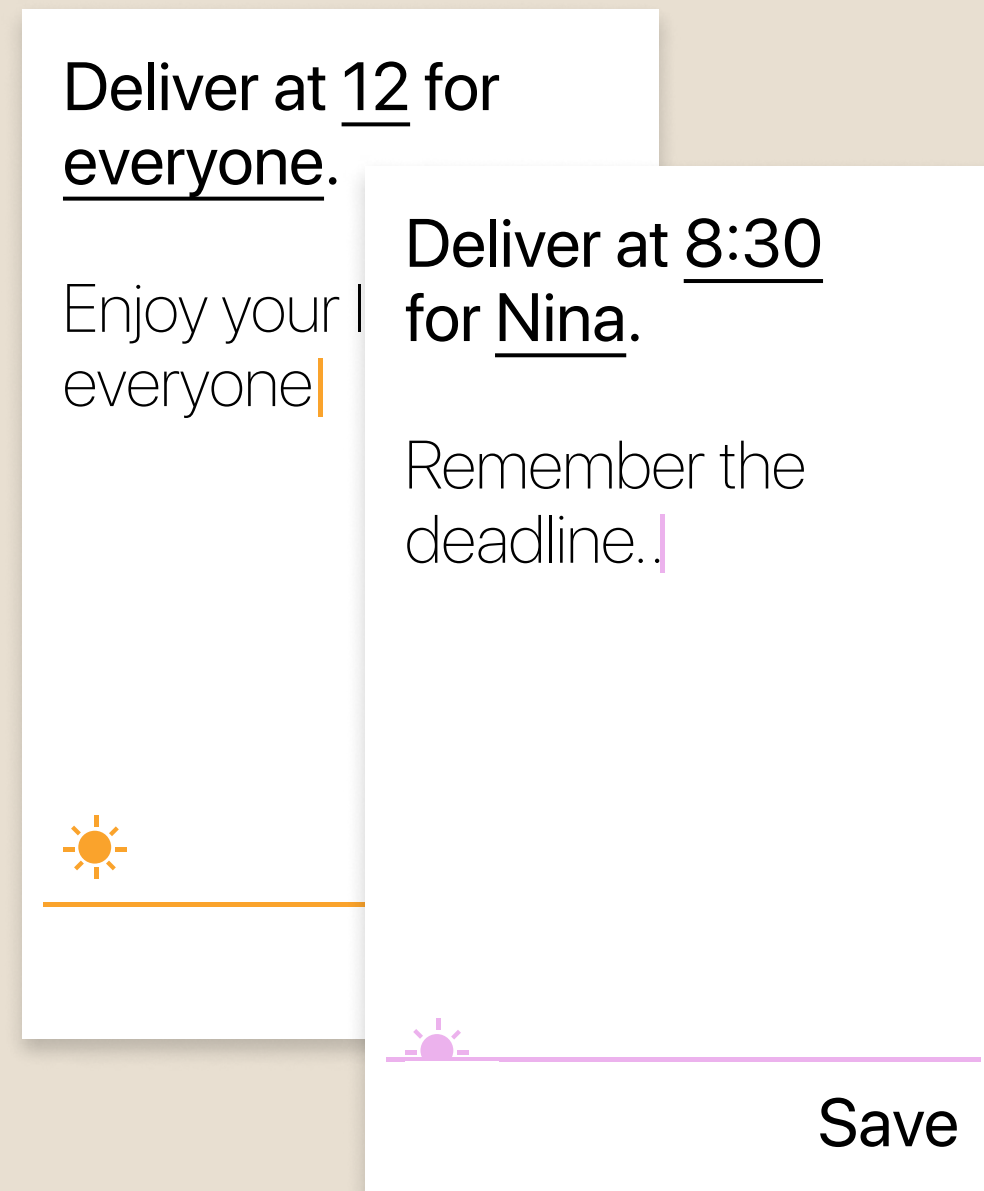 Deliver at 12 for
everyone.
Enjoy your
everyone
Deliver at 8:30
for Nina.
Remember the
deadline..
Save